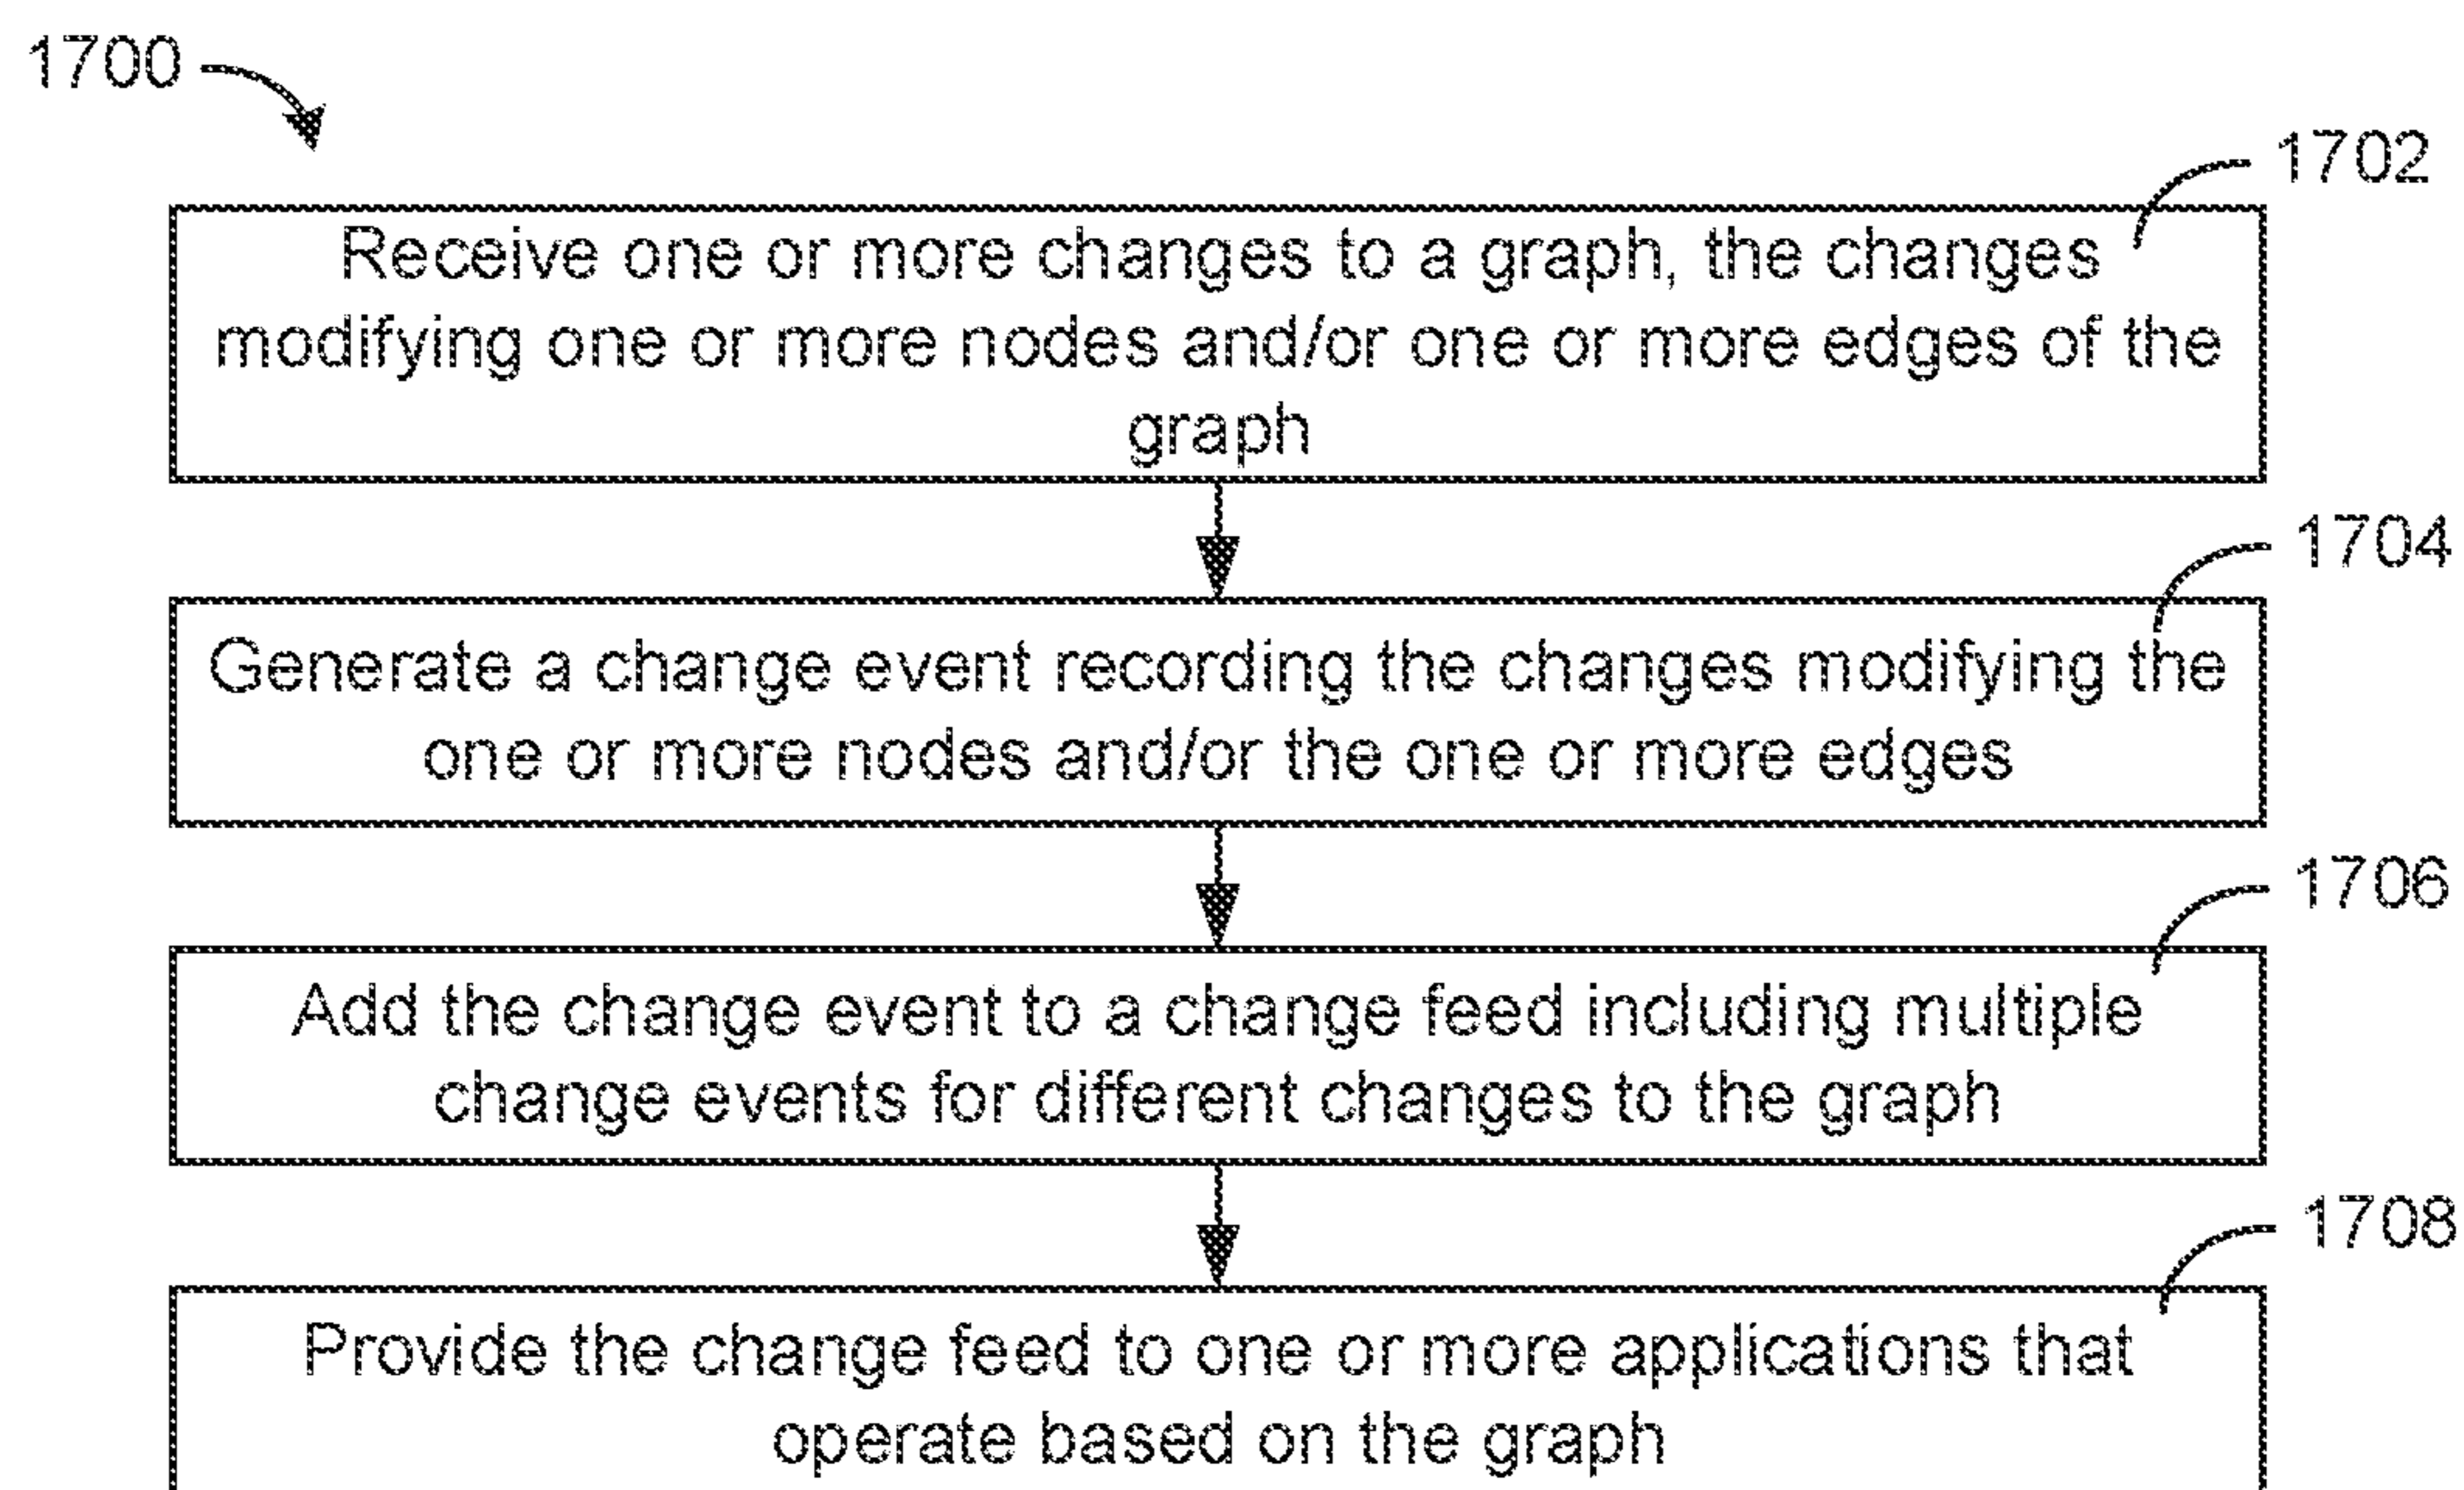 1700
1702
Receive one or more changes to a graph, the changes
modifying one or more nodes and/or one or more edges of the
graph
1704
Generate a change event recording the changes modifying the
one or more nodes and/or the one or more edges
1706
Add the change event to a change feed including multiple
change events for different changes to the graph
1708
Provide the change feed to one or more applications that
operate based on the graph